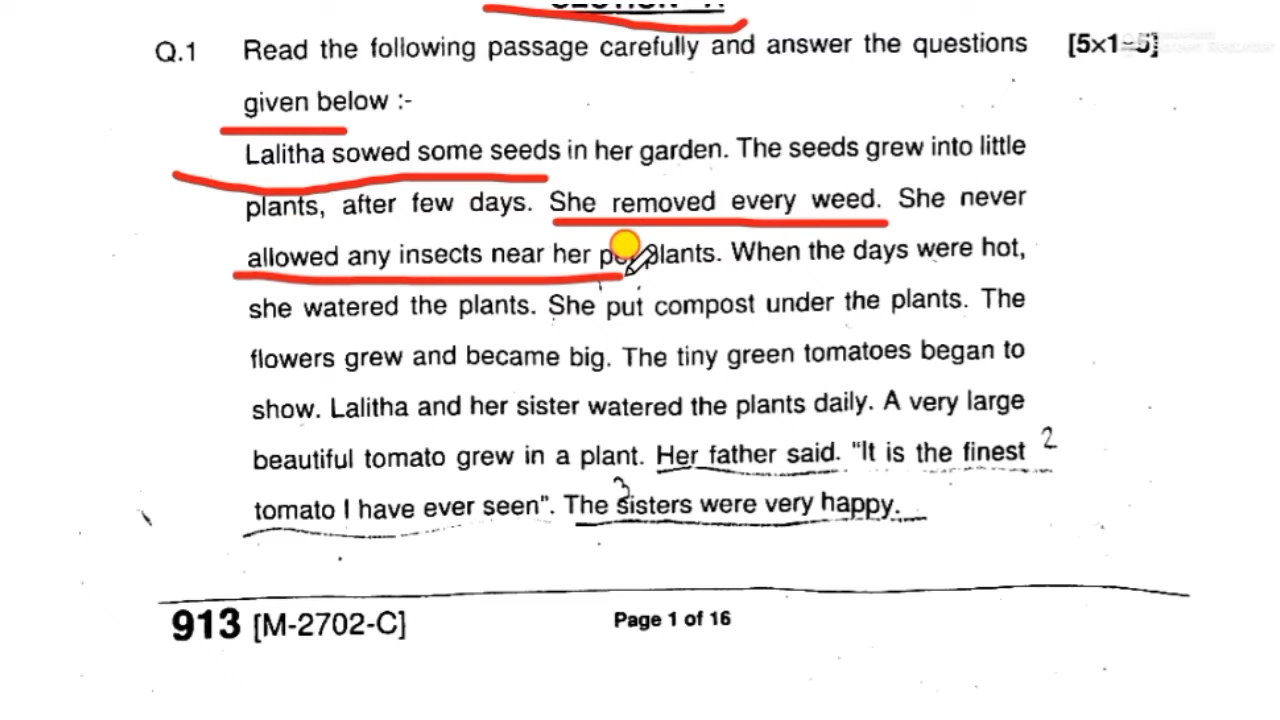 Q.1 Read the following passage carefully and answer the questions [5×1=5]
given below :-
Lalitha sowed some seeds in her garden. The seeds grew into little
plants, after few days. She removed every weed. She never
allowed any insects near her plants. When the days were hot,
she watered the plants. She put compost under the plants. The
flowers grew and became big. The tiny green tomatoes began to
show. Lalitha and her sister watered the plants daily. A very large
beautiful tomato grew in a plant. Her father said. "It is the finest 2
3
tomato I have ever seen". The sisters were very happy.
913 [M-2702-C] Page 1 of 16